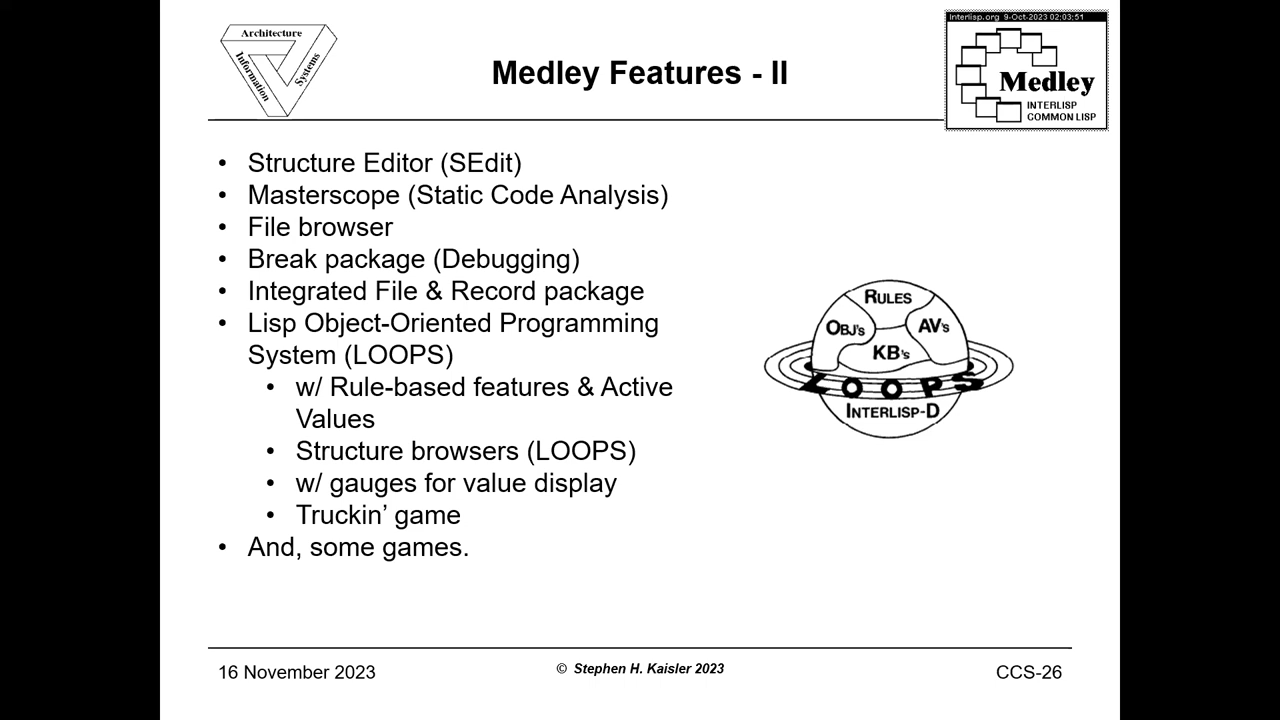 Architecture
Information
Systems
Medley Features - II
Interlisp.org 9-Oct-2023 02:03:51
Medley
INTERLISP
COMMON LISP
• Structure Editor (SEdit)
• Masterscope (Static Code Analysis)
• File browser
• Break package (Debugging)
• Integrated File & Record package
• Lisp Object-Oriented Programming
System (LOOPS)
• w/ Rule-based features & Active
Values
• Structure browsers (LOOPS)
• w/ gauges for value display
• Truckin’ game
• And, some games.
RULES
OBJ's
AV's
KB's
LOOPS
INTERLISP-D
16 November 2023
© Stephen H. Kaisler 2023
CCS-26